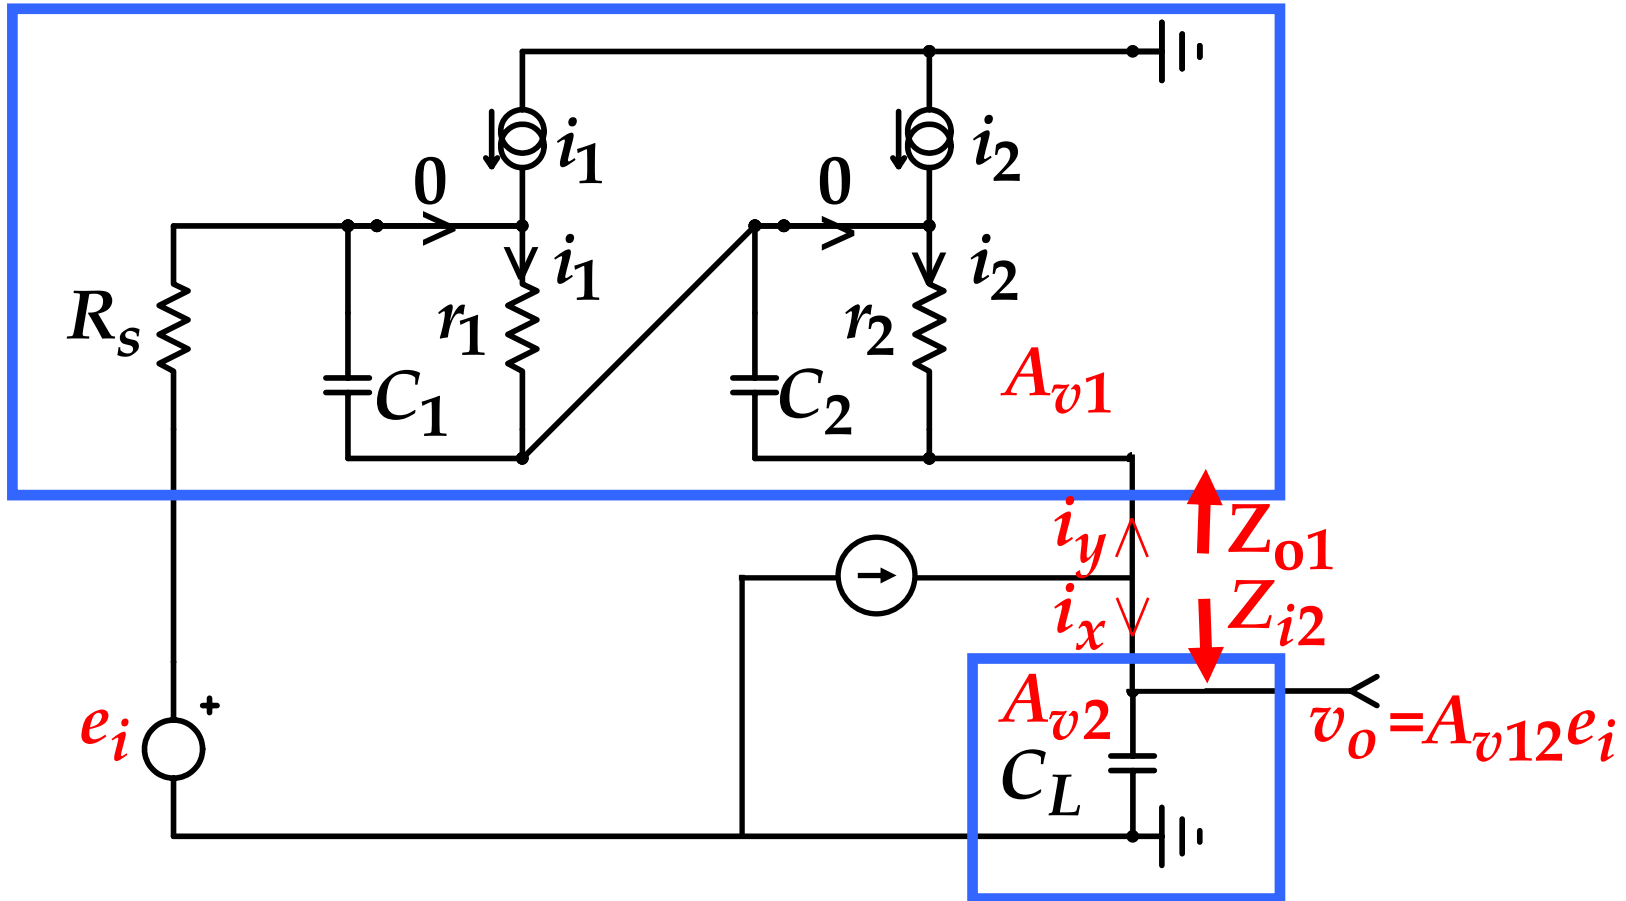 i1
i2
0
0
i1
i2
Rs
r1
r2
C1
C2
Av1
iy
Zo1
ix
Zi2
ei
+
Av2
vo=Av12ei
CL